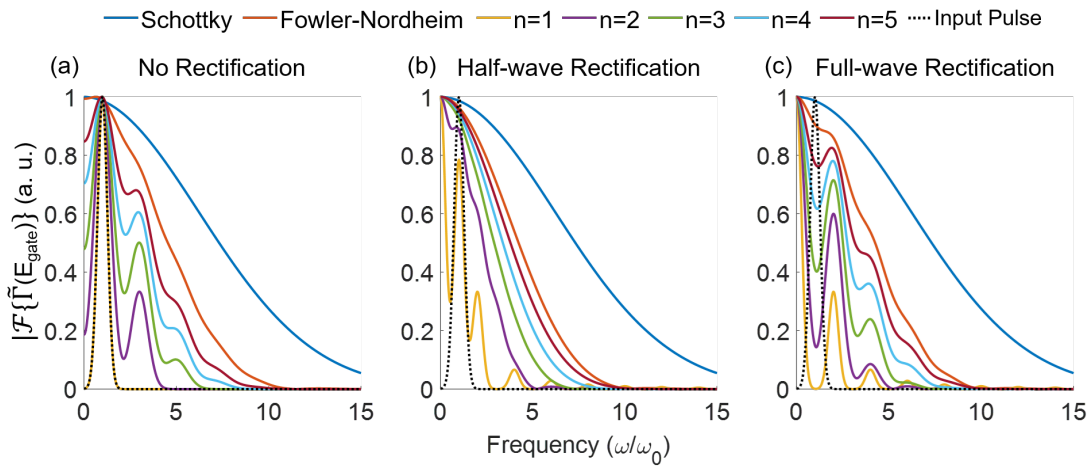 Schottky Fowler-Nordheim n=1 n=2 n=3 n=4 n=5 Input Pulse
(a) No Rectification (b) Half-wave Rectification (c) Full-wave Rectification
|ℱ{Γ̃(E_gate)}| (a. u.)
1 1 1
0.8 0.8 0.8
0.6 0.6 0.6
0.4 0.4 0.4
0.2 0.2 0.2
0 0 0
0 5 10 15 0 5 10 15 0 5 10 15
Frequency (ω/ω₀)